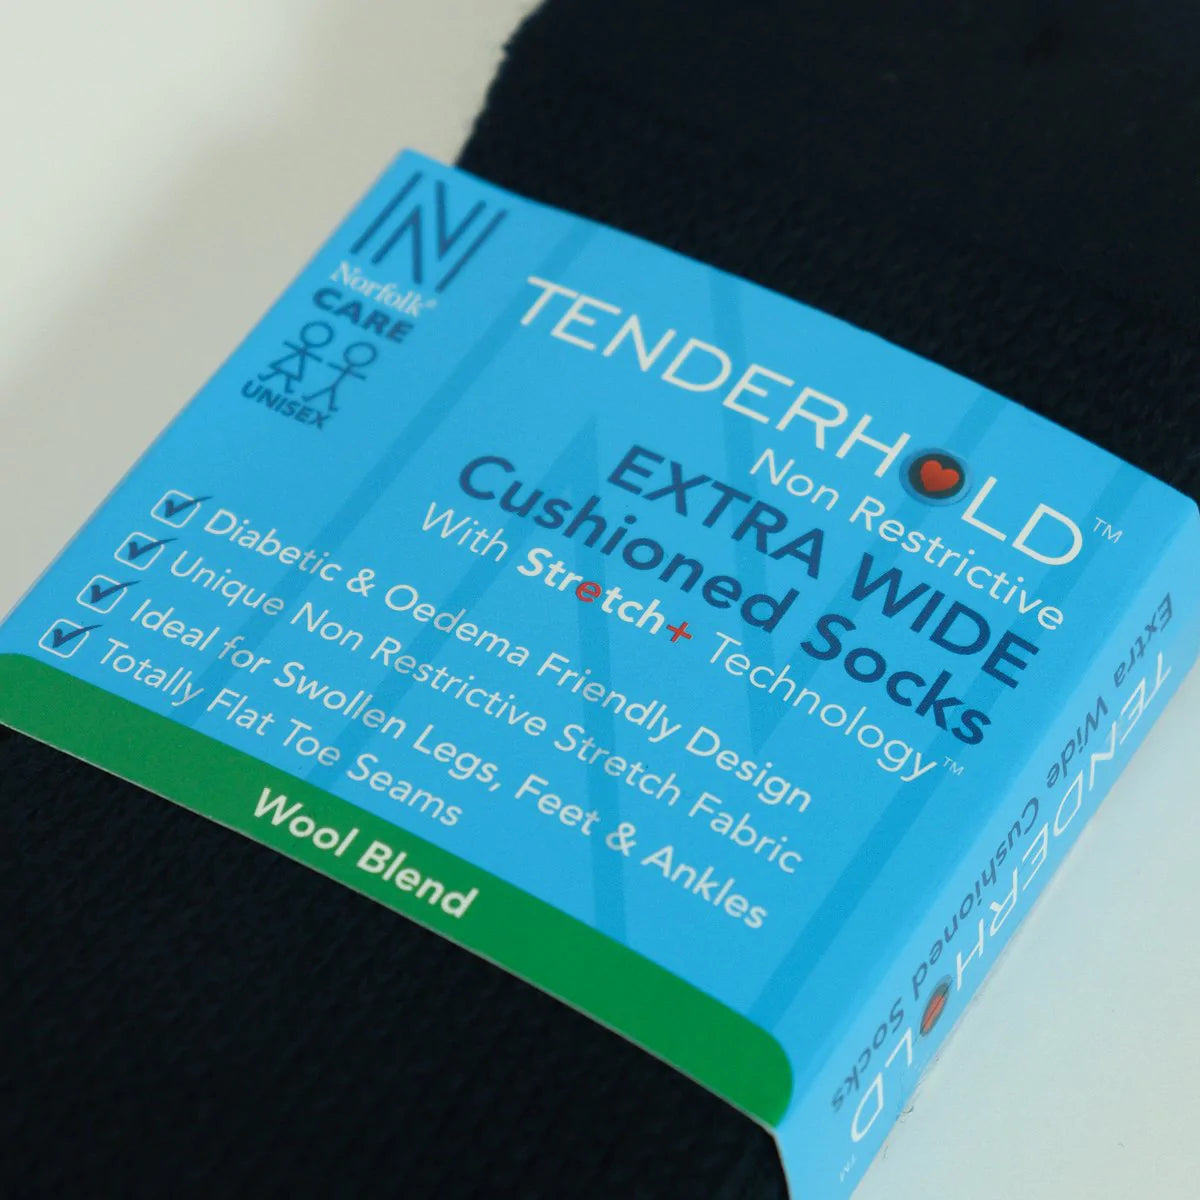 Norfolk®
CARE
UNISEX
TENDERHOLD™
Non Restrictive
EXTRA WIDE
Cushioned Socks
With Stretch+ Technology™
Diabetic & Oedema Friendly Design
Unique Non Restrictive Stretch Fabric
Ideal for Swollen Legs, Feet & Ankles
Totally Flat Toe Seams
Wool Blend
TENDERHOLD™
Extra Wide Cushioned Socks